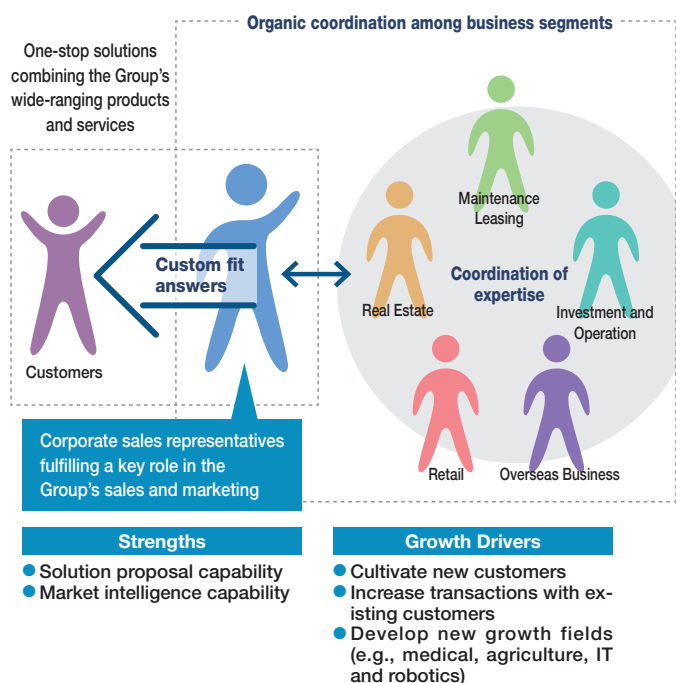 Organic coordination among business segments
One-stop solutions
combining the Group's
wide-ranging products
and services
Maintenance
Leasing
Custom fit
answers
Coordination of
expertise
Real Estate
Investment and
Operation
Customers
Retail
Overseas Business
Corporate sales representatives
fulfilling a key role in the
Group's sales and marketing
Strengths
● Solution proposal capability
● Market intelligence capability
Growth Drivers
● Cultivate new customers
● Increase transactions with ex-
isting customers
● Develop new growth fields
(e.g., medical, agriculture, IT
and robotics)